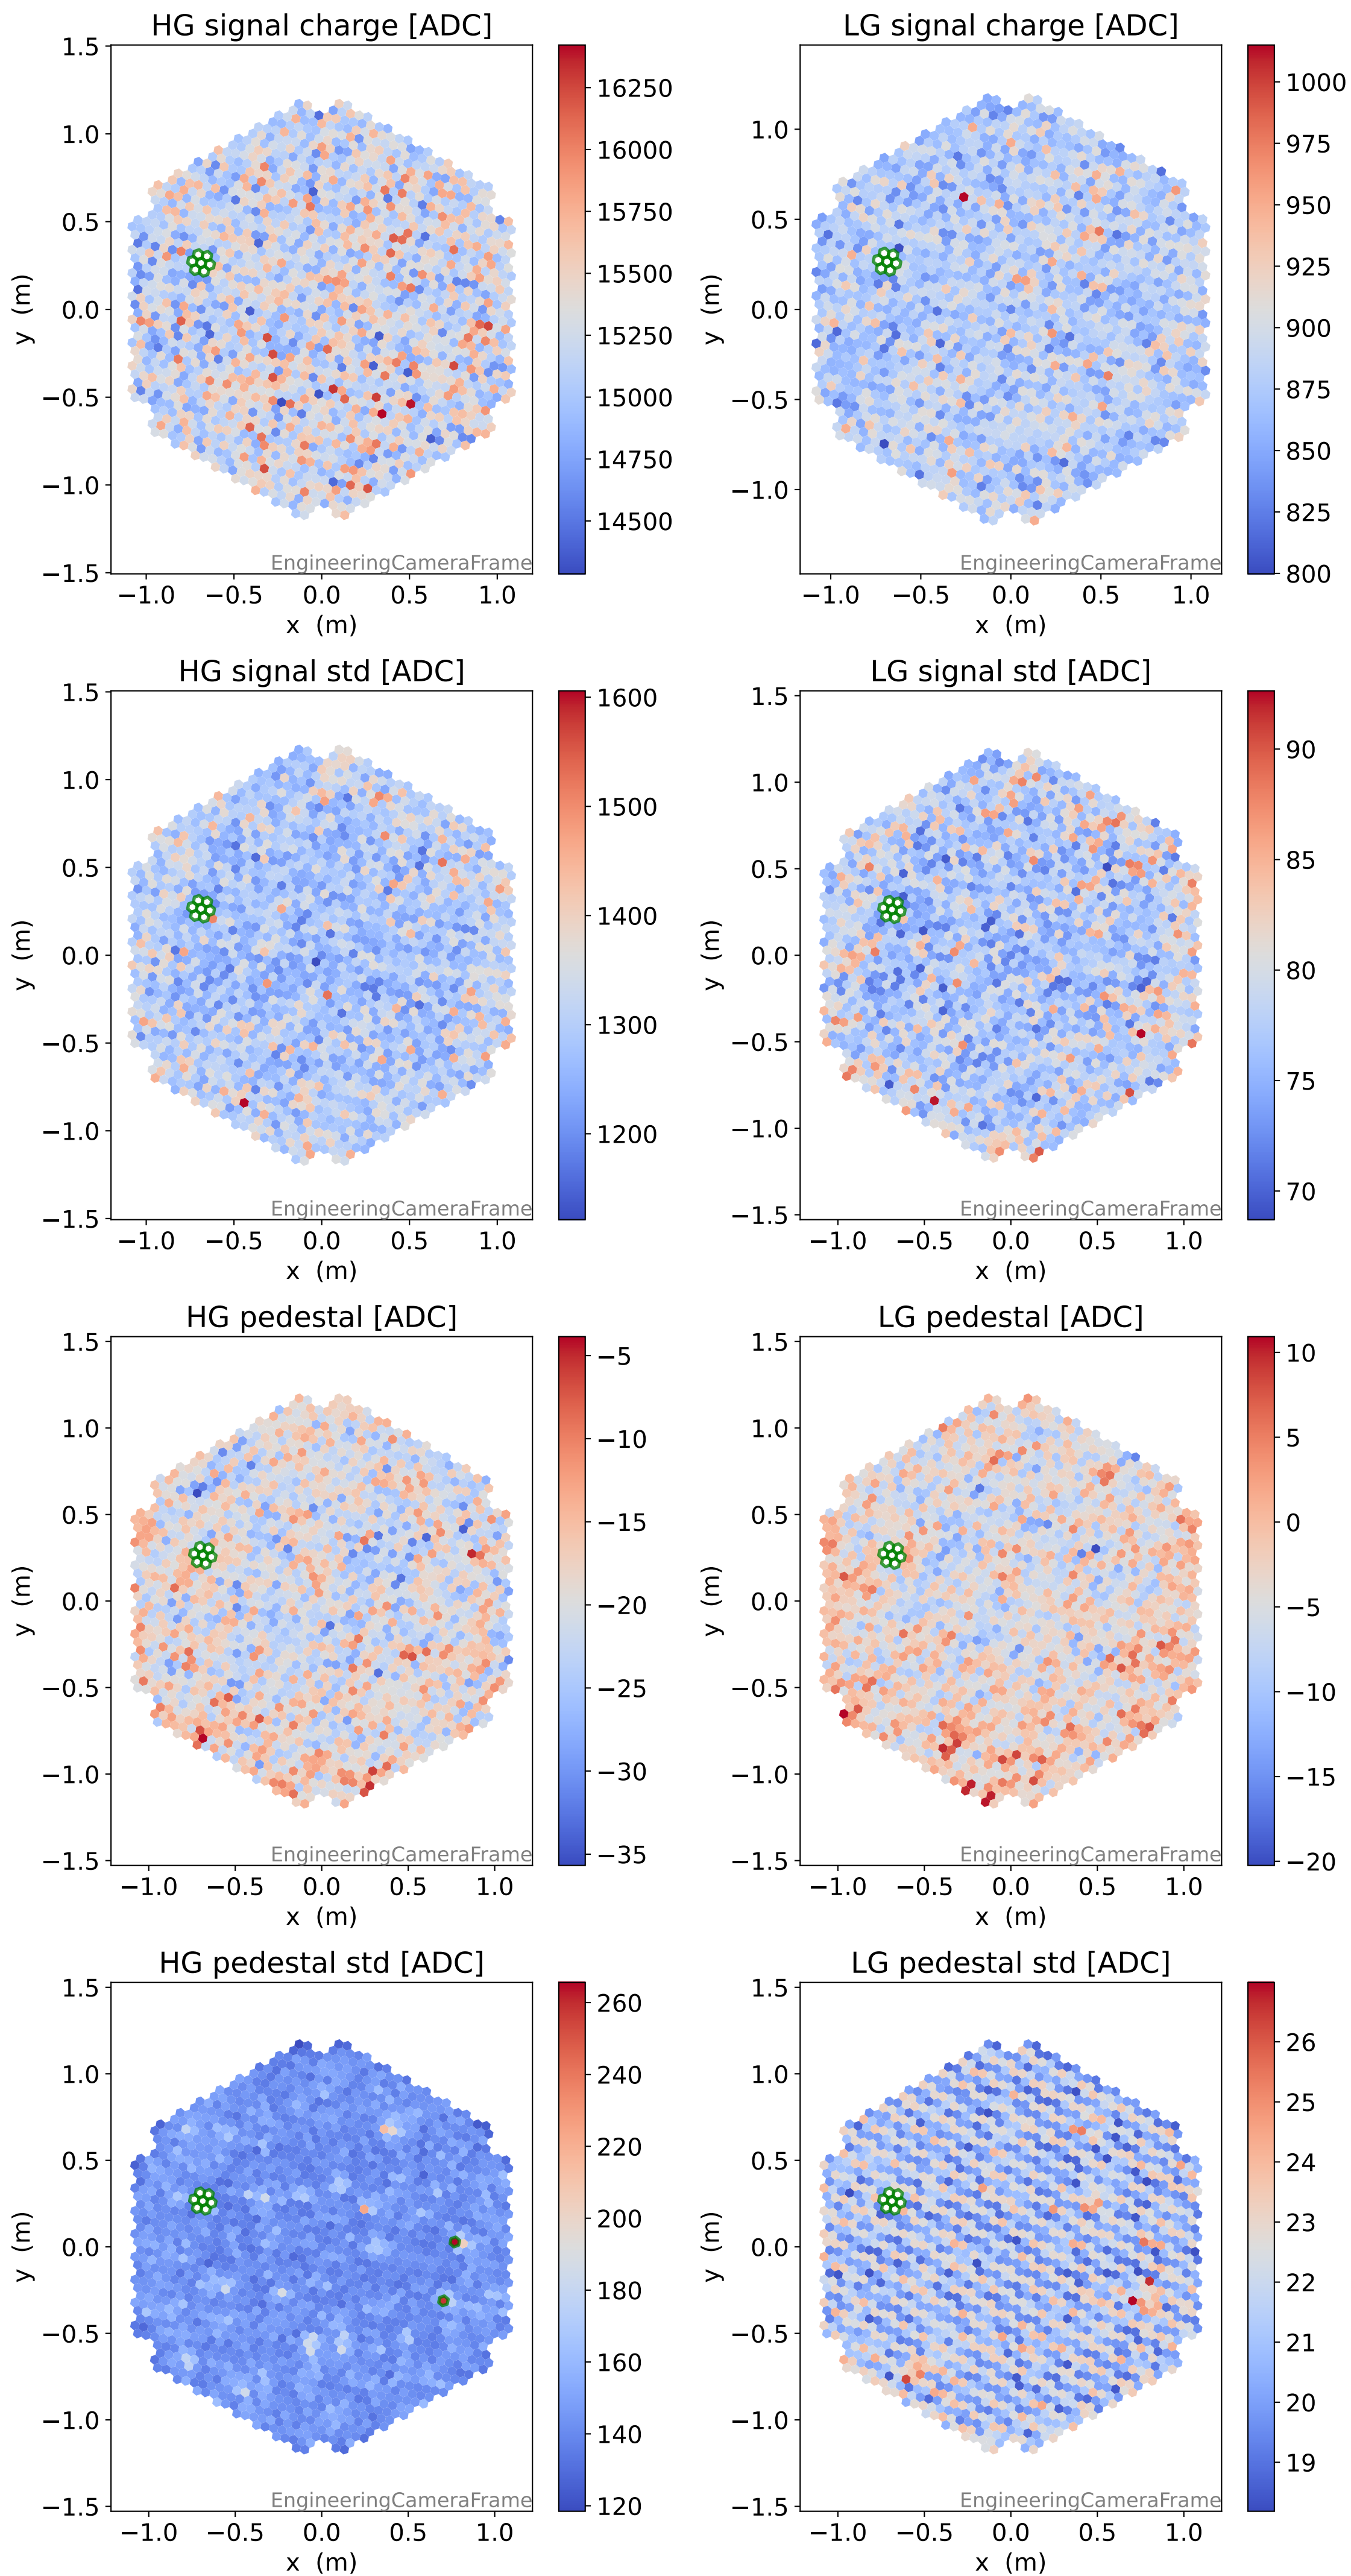 HG signal charge [ADC]
1.5
1.0
0.5
0.0
−0.5
−1.0
−1.5
y (m)
−1.0 −0.5 0.0 0.5 1.0
x (m)
EngineeringCameraFrame
16250
16000
15750
15500
15250
15000
14750
14500
LG signal charge [ADC]
1.0
0.5
0.0
−0.5
−1.0
y (m)
−1.0 −0.5 0.0 0.5 1.0
x (m)
EngineeringCameraFrame
1000
975
950
925
900
875
850
825
800
HG signal std [ADC]
1.5
1.0
0.5
0.0
−0.5
−1.0
−1.5
y (m)
−1.0 −0.5 0.0 0.5 1.0
x (m)
EngineeringCameraFrame
1600
1500
1400
1300
1200
LG signal std [ADC]
1.5
1.0
0.5
0.0
−0.5
−1.0
−1.5
y (m)
−1.0 −0.5 0.0 0.5 1.0
x (m)
EngineeringCameraFrame
90
85
80
75
70
HG pedestal [ADC]
1.5
1.0
0.5
0.0
−0.5
−1.0
−1.5
y (m)
−1.0 −0.5 0.0 0.5 1.0
x (m)
EngineeringCameraFrame
−5
−10
−15
−20
−25
−30
−35
LG pedestal [ADC]
1.5
1.0
0.5
0.0
−0.5
−1.0
−1.5
y (m)
−1.0 −0.5 0.0 0.5 1.0
x (m)
EngineeringCameraFrame
10
5
0
−5
−10
−15
−20
HG pedestal std [ADC]
1.5
1.0
0.5
0.0
−0.5
−1.0
−1.5
y (m)
−1.0 −0.5 0.0 0.5 1.0
x (m)
EngineeringCameraFrame
260
240
220
200
180
160
140
120
LG pedestal std [ADC]
1.5
1.0
0.5
0.0
−0.5
−1.0
−1.5
y (m)
−1.0 −0.5 0.0 0.5 1.0
x (m)
EngineeringCameraFrame
26
25
24
23
22
21
20
19